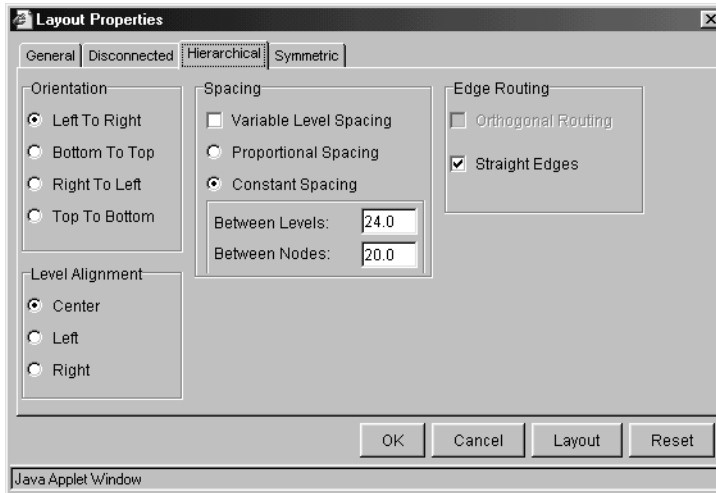 Layout Properties
General Disconnected Hierarchical Symmetric
Orientation
Left To Right
Bottom To Top
Right To Left
Top To Bottom
Level Alignment
Center
Left
Right
Spacing
Variable Level Spacing
Proportional Spacing
Constant Spacing
Between Levels: 24.0
Between Nodes: 20.0
Edge Routing
Orthogonal Routing
Straight Edges
OK Cancel Layout Reset
Java Applet Window